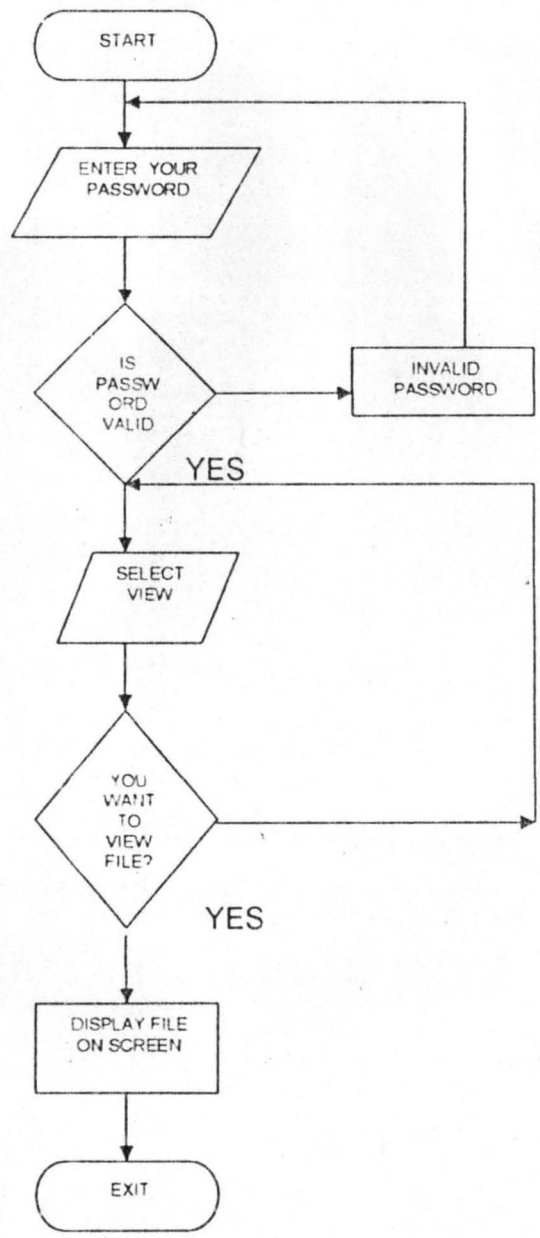 START
ENTER YOUR
PASSWORD
IS
PASSW
ORD
VALID
INVALID
PASSWORD
YES
SELECT
VIEW
YOU
WANT
TO
VIEW
FILE?
YES
DISPLAY FILE
ON SCREEN
EXIT